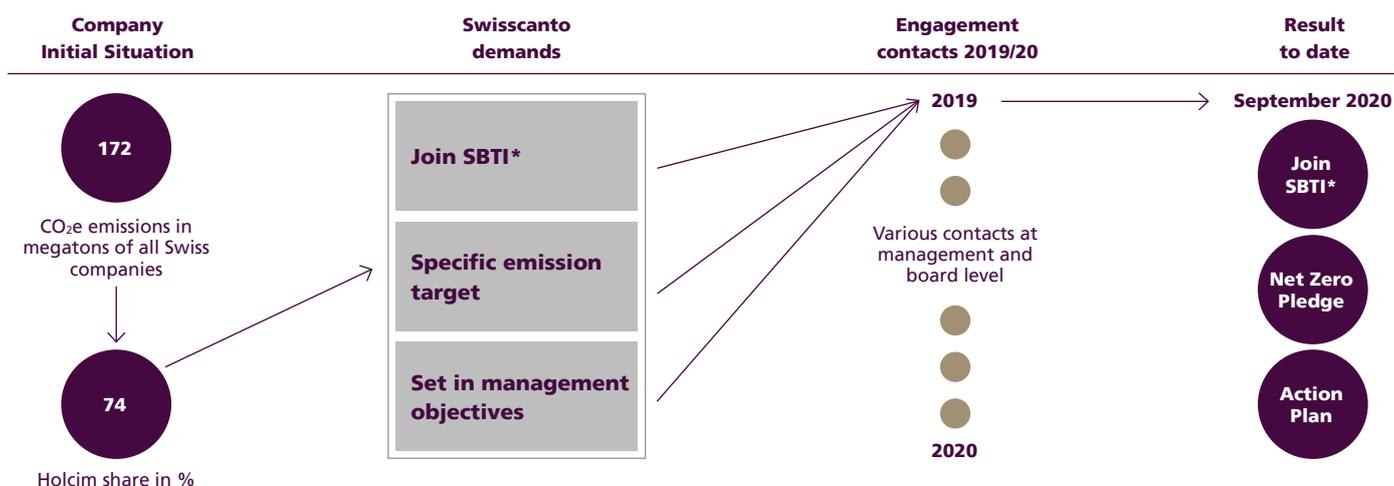 Company
Initial Situation
Swisscanto
demands
Engagement
contacts 2019/20
Result
to date
172
CO₂e emissions in
megatons of all Swiss
companies
74
Holcim share in %
Join SBTI*
Specific emission
target
Set in management
objectives
2019
Various contacts at
management and
board level
2020
September 2020
Join
SBTI*
Net Zero
Pledge
Action
Plan